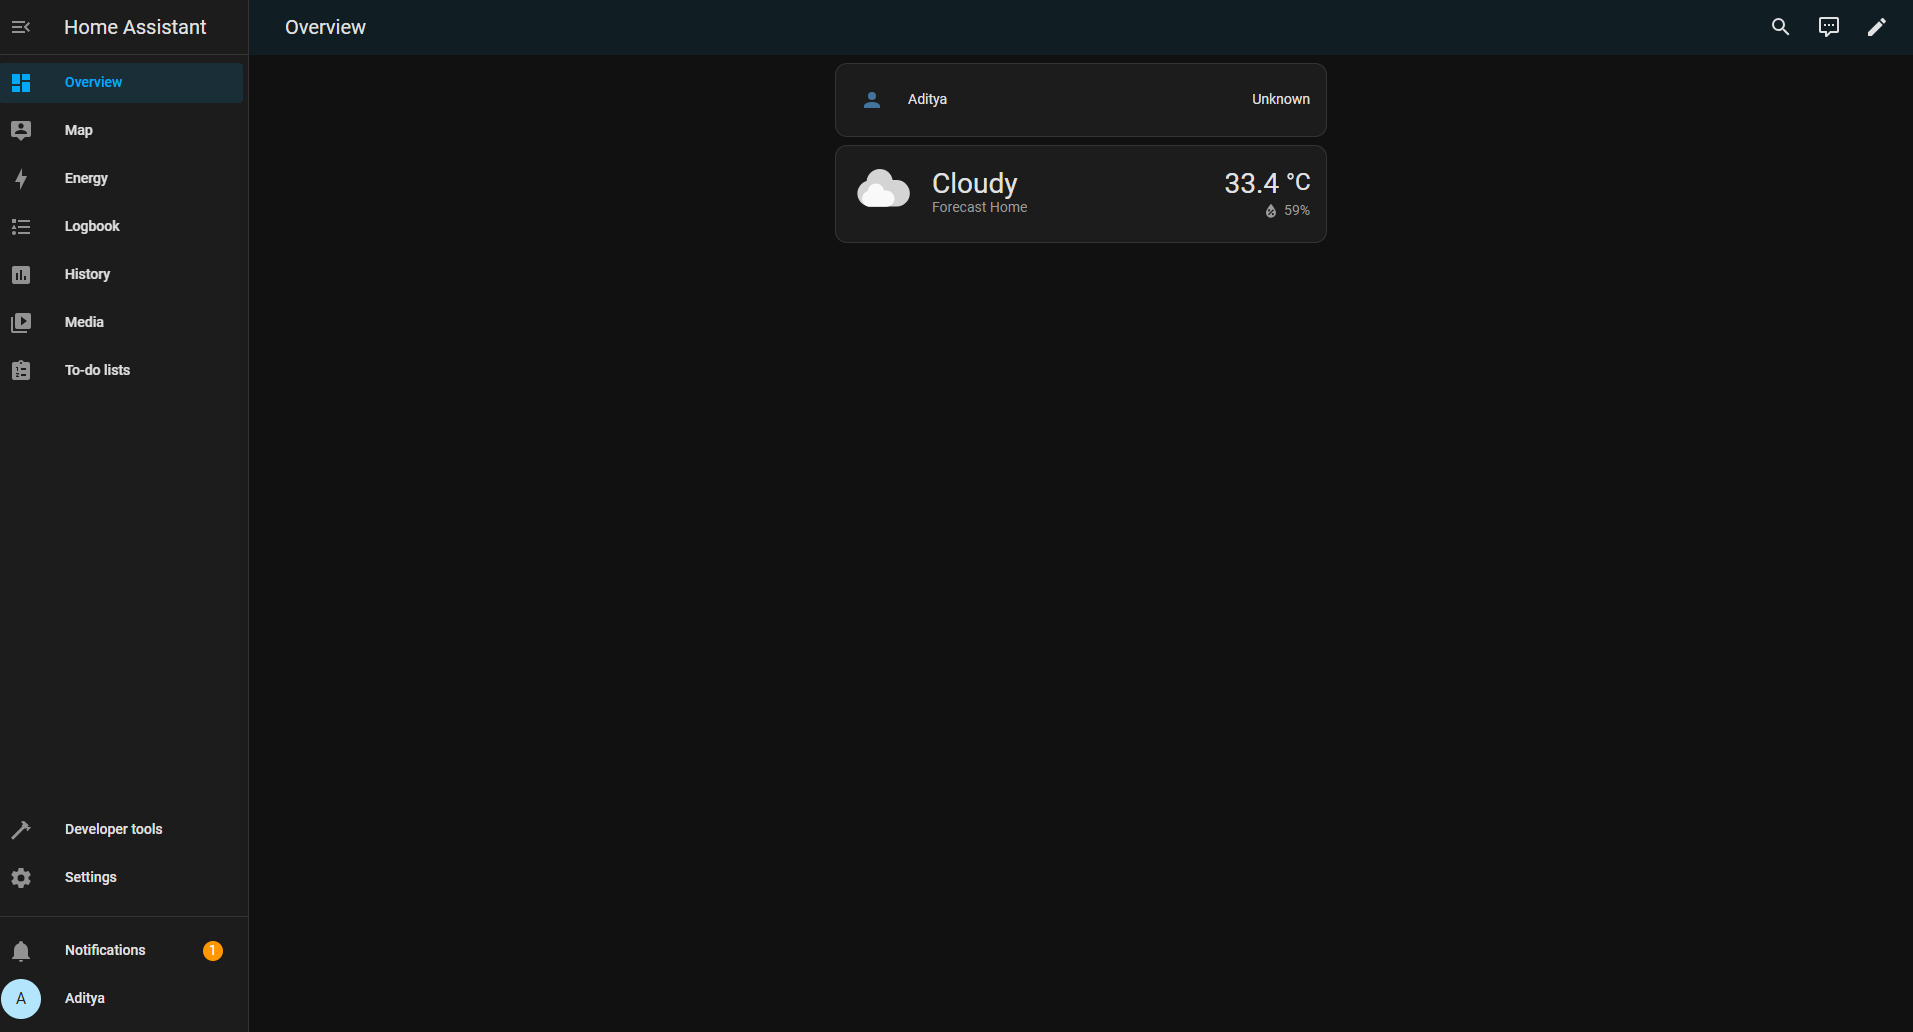 Home Assistant
Overview
Overview
Map
Energy
Logbook
History
Media
To-do lists
Developer tools
Settings
Notifications 1
A Aditya
Aditya Unknown
Cloudy 33.4 °C
Forecast Home 59%